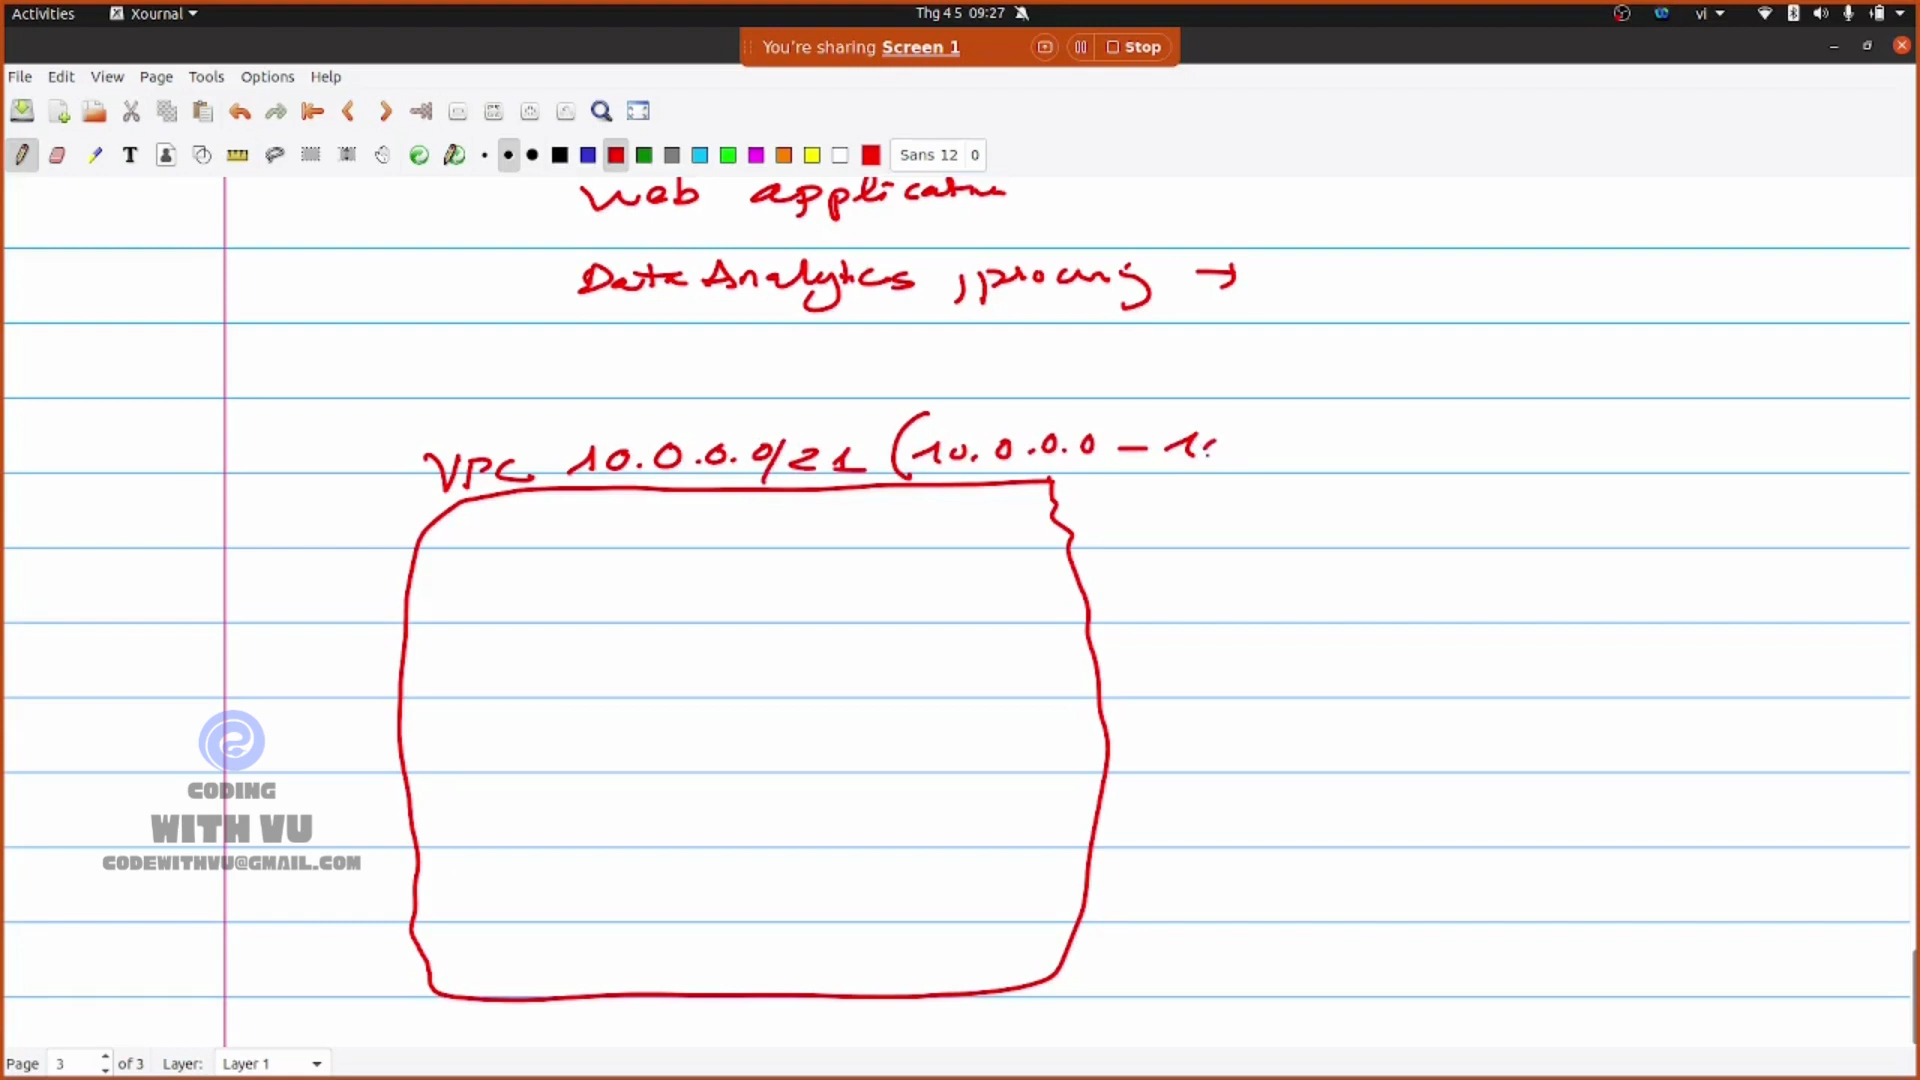 Activities Xournal Thg 4 5 09:27 vi
You're sharing Screen 1 Stop
File Edit View Page Tools Options Help
T Sans 12 0
Web
Data Analytics , →
VPC 10.0.0.0/21 (10.0.0.0 –
CODING
WITH VU
CODEWITHVU@GMAIL.COM
Page 3 of 3 Layer: Layer 1